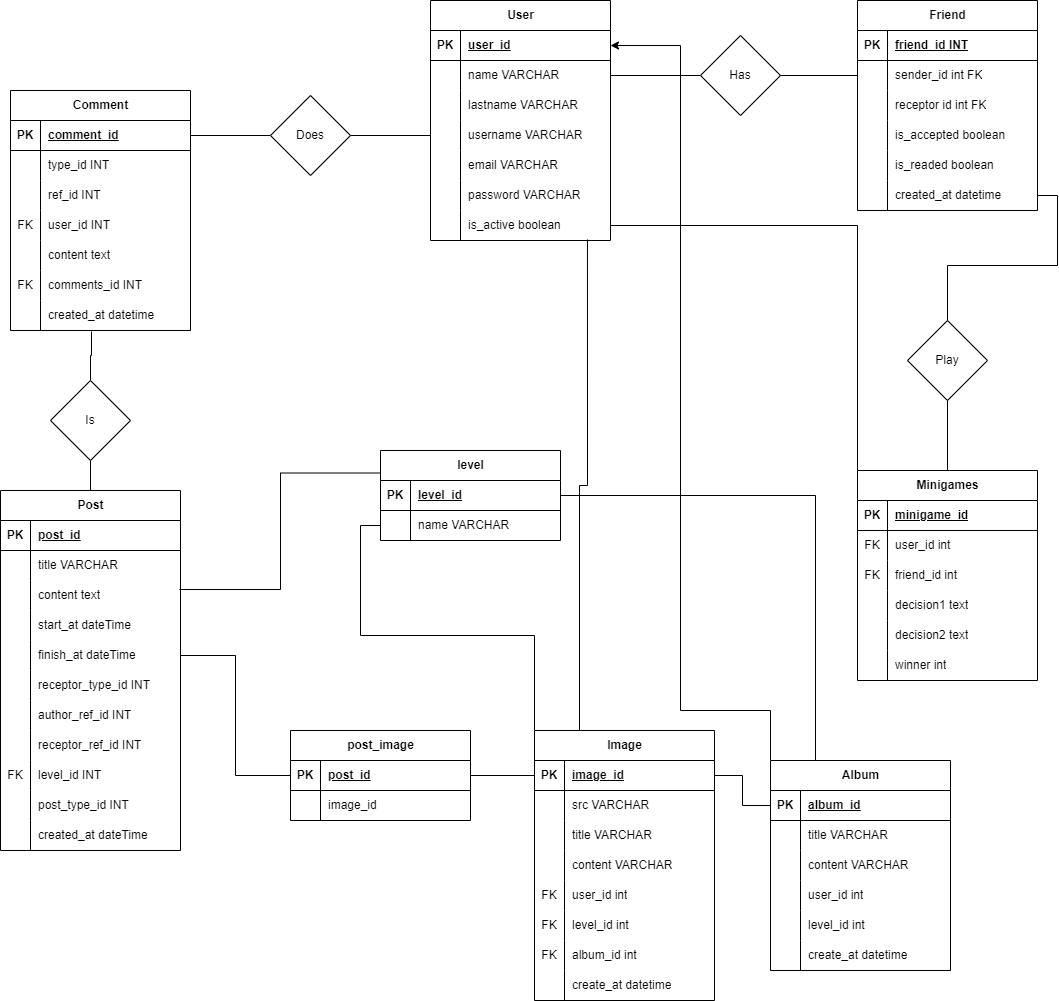 User
PK user_id
name VARCHAR
lastname VARCHAR
username VARCHAR
email VARCHAR
password VARCHAR
is_active boolean
Has
Friend
PK friend_id INT
sender_id int FK
receptor id int FK
is_accepted boolean
is_readed boolean
created_at datetime
Comment
PK comment_id
type_id INT
ref_id INT
FK user_id INT
content text
FK comments_id INT
created_at datetime
Does
Is
Play
level
PK level_id
name VARCHAR
Minigames
PK minigame_id
FK user_id int
FK friend_id int
decision1 text
decision2 text
winner int
Post
PK post_id
title VARCHAR
content text
start_at dateTime
finish_at dateTime
receptor_type_id INT
author_ref_id INT
receptor_ref_id INT
FK level_id INT
post_type_id INT
created_at dateTime
post_image
PK post_id
image_id
Image
PK image_id
src VARCHAR
title VARCHAR
content VARCHAR
FK user_id int
FK level_id int
FK album_id int
create_at datetime
Album
PK album_id
title VARCHAR
content VARCHAR
user_id int
level_id int
create_at datetime